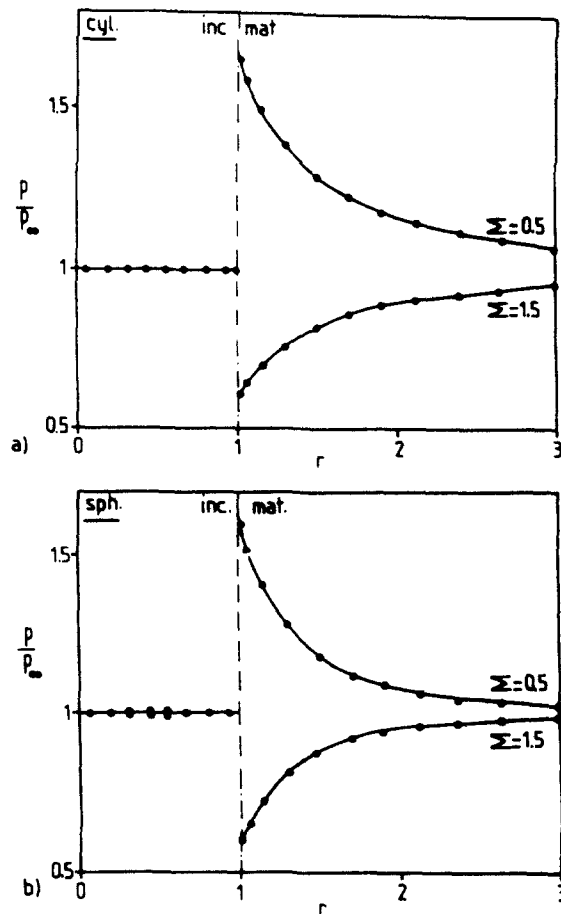 cyl. inc mat
1.5
P
P∞
1
Σ=0.5
Σ=1.5
0.5
a)
0 1 2 3
r
sph. inc. mat.
1.5
P
P∞
1
Σ=0.5
Σ=1.5
0.5
b)
0 1 2 3
r